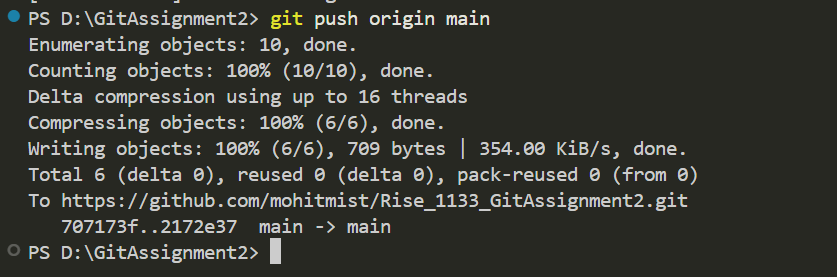 PS D:\GitAssignment2> git push origin main
Enumerating objects: 10, done.
Counting objects: 100% (10/10), done.
Delta compression using up to 16 threads
Compressing objects: 100% (6/6), done.
Writing objects: 100% (6/6), 709 bytes | 354.00 KiB/s, done.
Total 6 (delta 0), reused 0 (delta 0), pack-reused 0 (from 0)
To https://github.com/mohitmist/Rise_1133_GitAssignment2.git
   707173f..2172e37  main -> main
PS D:\GitAssignment2>